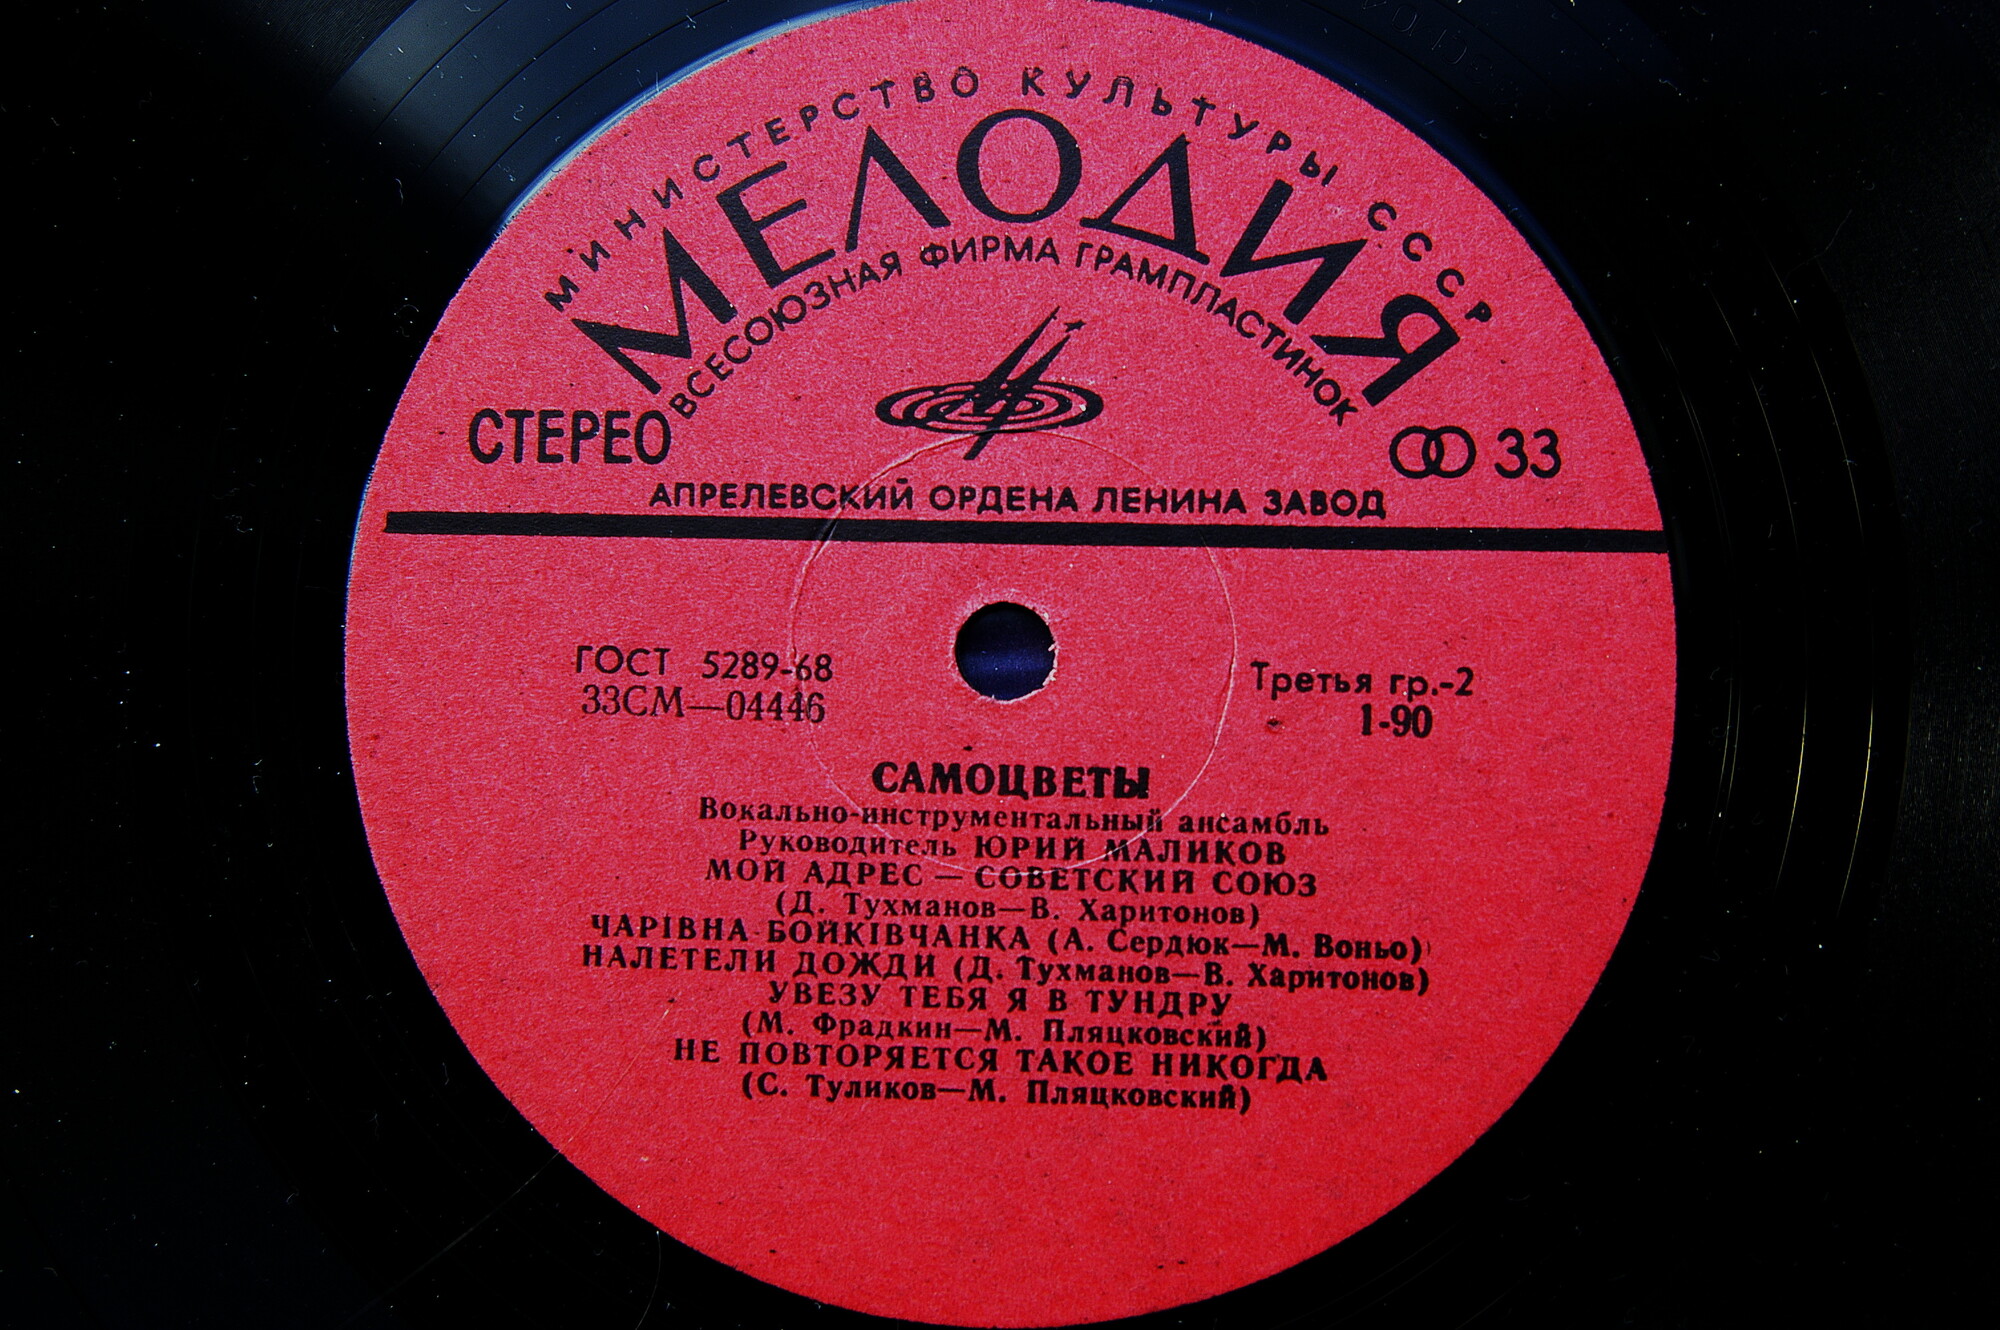 МИНИСТЕРСТВО КУЛЬТУРЫ СССР
МЕЛОДИЯ
ВСЕСОЮЗНАЯ ФИРМА ГРАМПЛАСТИНОК
СТЕРЕО
33
АПРЕЛЕВСКИЙ ОРДЕНА ЛЕНИНА ЗАВОД
ГОСТ 5289-68
33СМ—04446
Третья гр.-2
1-90
САМОЦВЕТЫ
Вокально-инструментальный ансамбль
Руководитель ЮРИЙ МАЛИКОВ
МОЙ АДРЕС — СОВЕТСКИЙ СОЮЗ
(Д. Тухманов—В. Харитонов)
ЧАРІВНА БОЙКІВЧАНКА (А. Сердюк—М. Воньо)
НАЛЕТЕЛИ ДОЖДИ (Д. Тухманов—В. Харитонов)
УВЕЗУ ТЕБЯ Я В ТУНДРУ
(М. Фрадкин—М. Пляцковский)
НЕ ПОВТОРЯЕТСЯ ТАКОЕ НИКОГДА
(С. Туликов—М. Пляцковский)